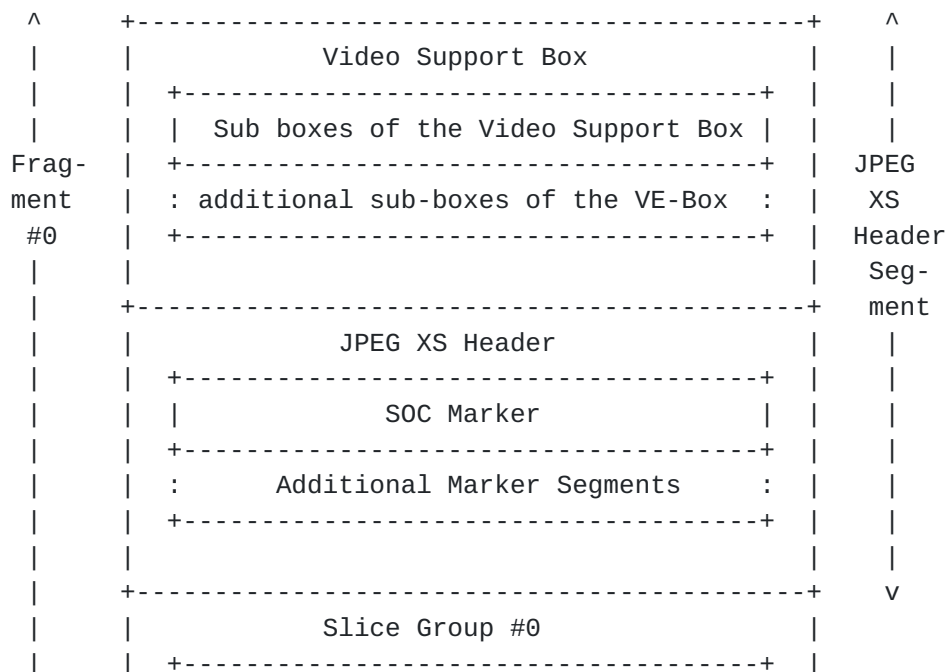 ^     +-------------------------------------------+    ^
|     |            Video Support Box              |    |
|     |  +-------------------------------------+  |    |
|     |  |  Sub boxes of the Video Support Box |  |    |
Frag-  |  +-------------------------------------+  |  JPEG
ment   |  : additional sub-boxes of the VE-Box  :  |   XS
#0    |  +-------------------------------------+  |  Header
|     |                                           |   Seg-
|     +-------------------------------------------+   ment
|     |             JPEG XS Header                |    |
|     |  +-------------------------------------+  |    |
|     |  |             SOC Marker              |  |    |
|     |  +-------------------------------------+  |    |
|     |  :      Additional Marker Segments     :  |    |
|     |  +-------------------------------------+  |    |
|     |                                           |    |
|     +-------------------------------------------+    v
|     |            Slice Group #0                 |
|     |  +-------------------------------------+  |